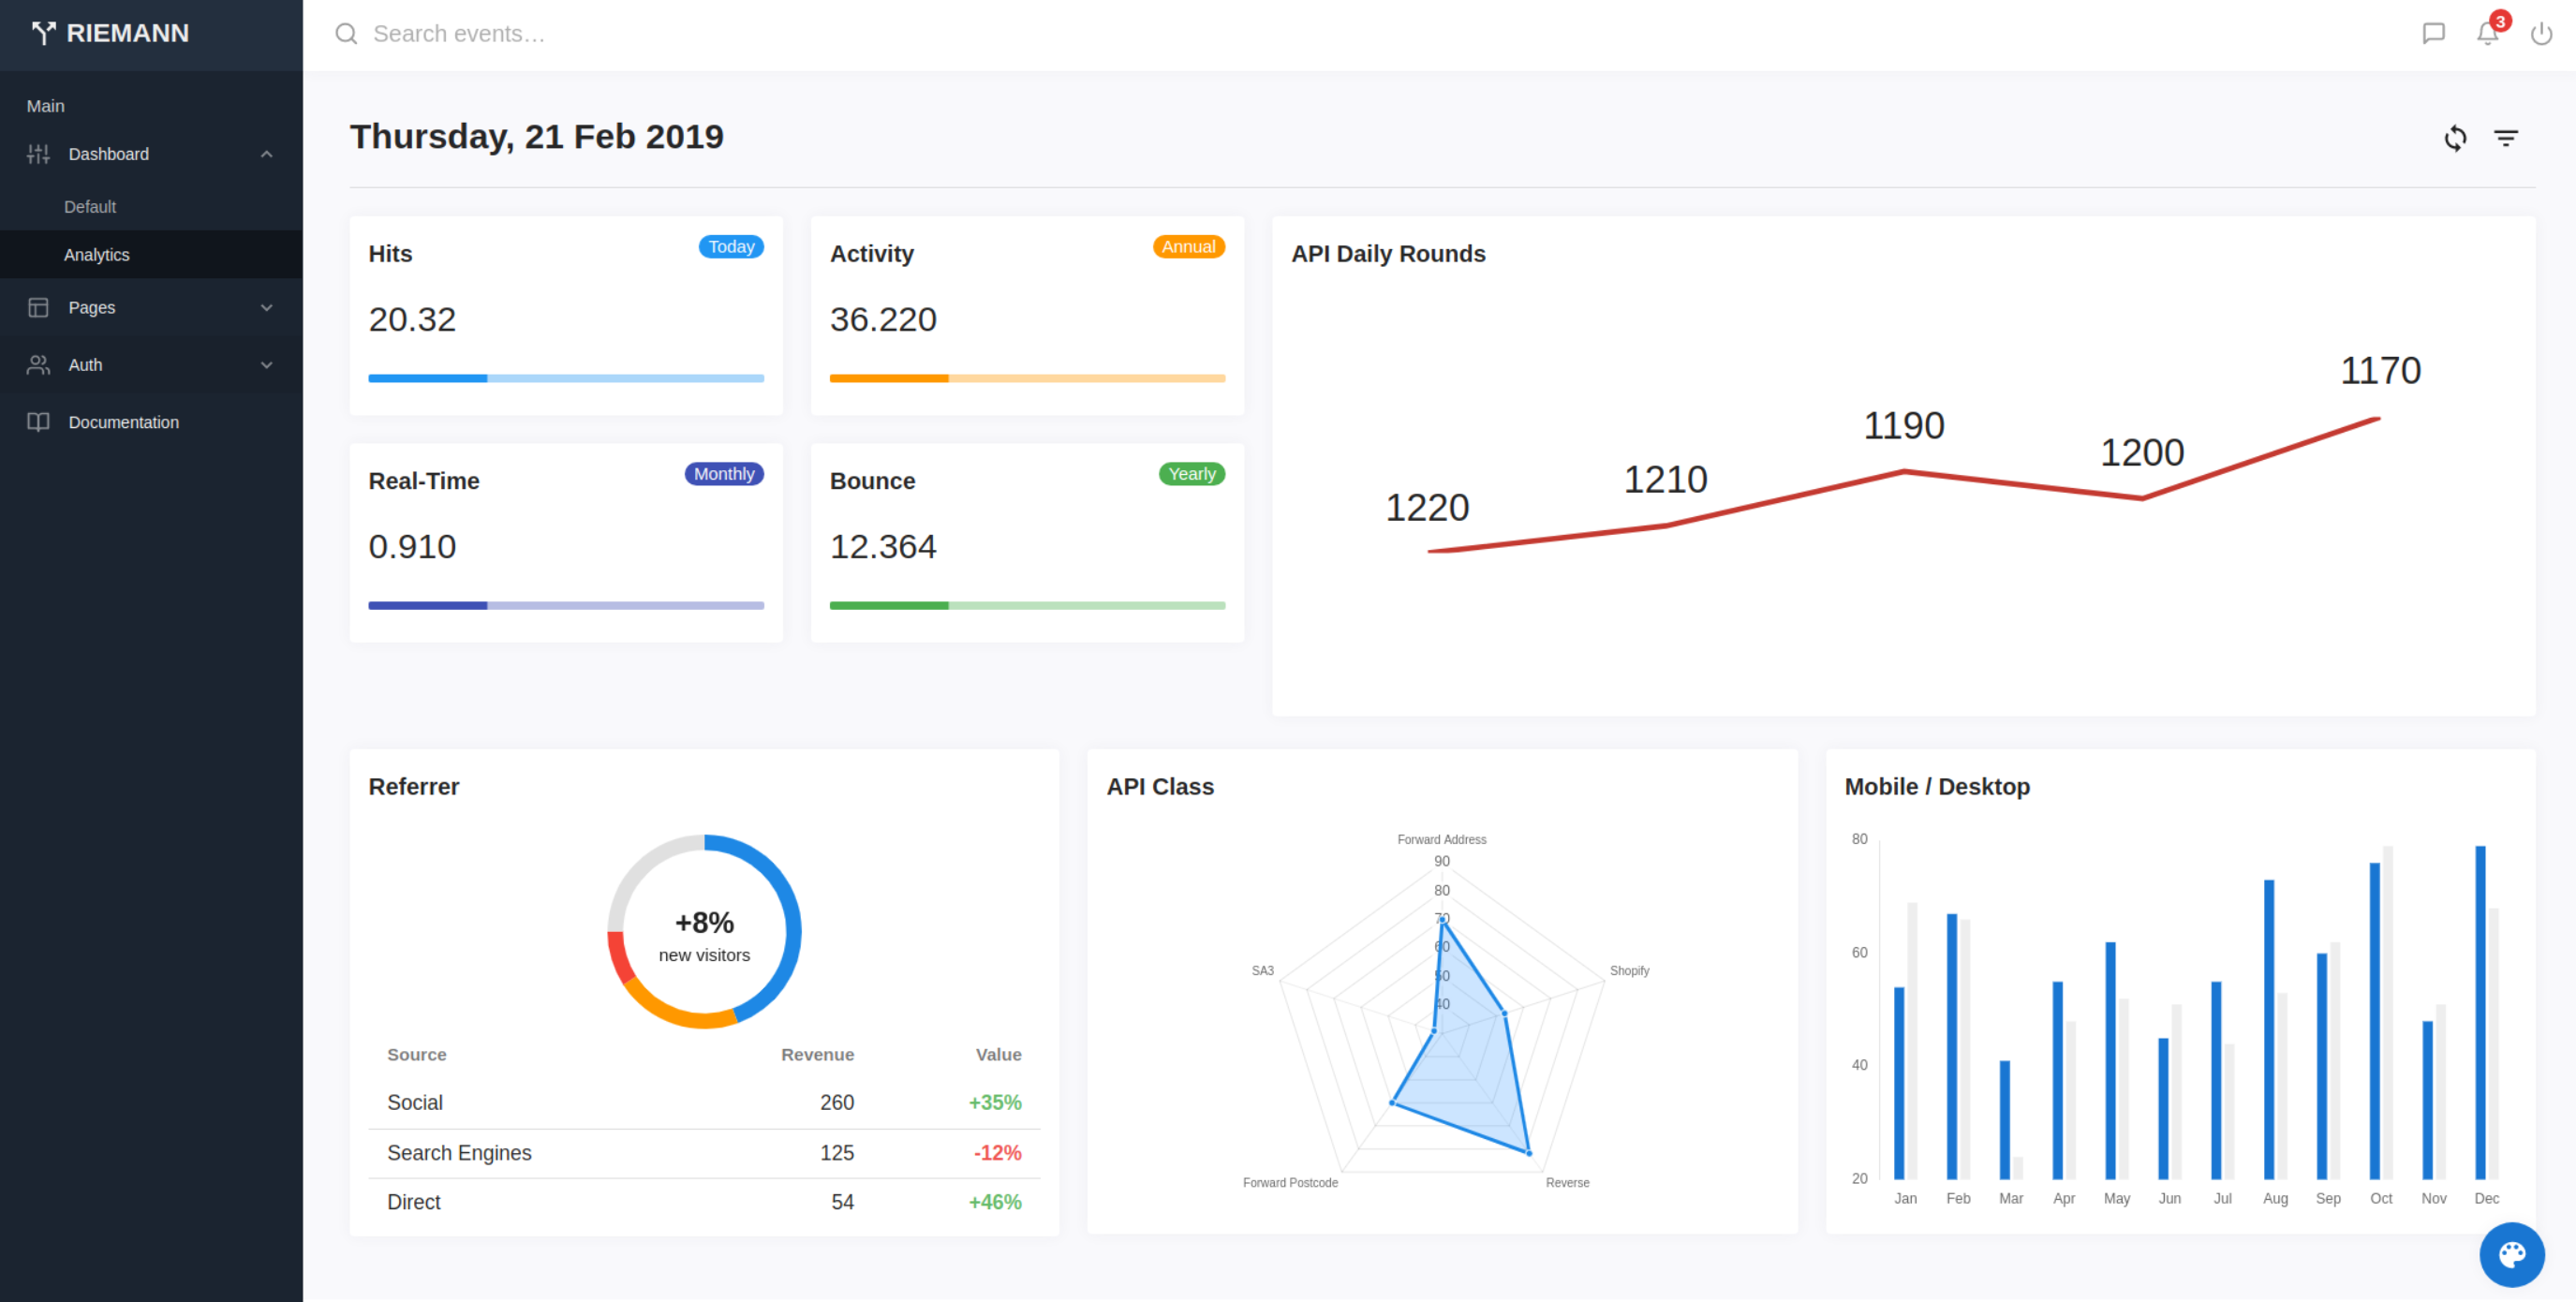 RIEMANN
Search events…
3
Main
Dashboard
Default
Analytics
Pages
Auth
Documentation
Thursday, 21 Feb 2019
Hits
Today
20.32
Activity
Annual
36.220
Real-Time
Monthly
0.910
Bounce
Yearly
12.364
API Daily Rounds
1220
1210
1190
1200
1170
Referrer
+8%
new visitors
Source Revenue Value
Social 260 +35%
Search Engines 125 -12%
Direct 54 +46%
API Class
Forward Address
90
80
70
60
50
40
SA3
Shopify
Forward Postcode
Reverse
Mobile / Desktop
80
60
40
20
Jan Feb Mar Apr May Jun Jul Aug Sep Oct Nov Dec